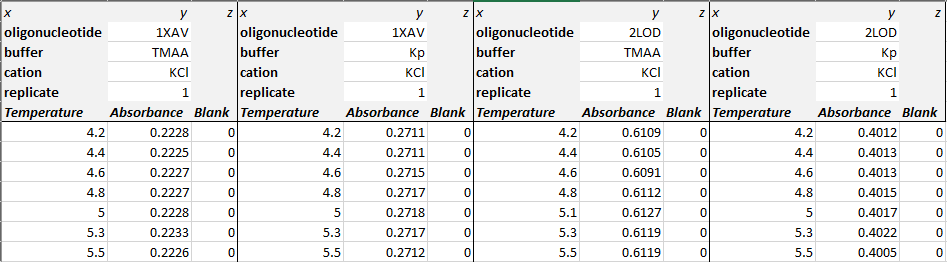 x y z x y z x y z x y z
oligonucleotide 1XAV oligonucleotide 1XAV oligonucleotide 2LOD oligonucleotide 2LOD
buffer TMAA buffer Kp buffer TMAA buffer Kp
cation KCl cation KCl cation KCl cation KCl
replicate 1 replicate 1 replicate 1 replicate 1
Temperature Absorbance Blank Temperature Absorbance Blank Temperature Absorbance Blank Temperature Absorbance Blank
4.2 0.2228 0 4.2 0.2711 0 4.2 0.6109 0 4.2 0.4012 0
4.4 0.2225 0 4.4 0.2711 0 4.4 0.6105 0 4.4 0.4013 0
4.6 0.2227 0 4.6 0.2715 0 4.6 0.6091 0 4.6 0.4013 0
4.8 0.2227 0 4.8 0.2717 0 4.8 0.6112 0 4.8 0.4015 0
5 0.2228 0 5 0.2718 0 5.1 0.6127 0 5 0.4017 0
5.3 0.2233 0 5.3 0.2717 0 5.3 0.6119 0 5.3 0.4022 0
5.5 0.2226 0 5.5 0.2712 0 5.5 0.6119 0 5.5 0.4005 0